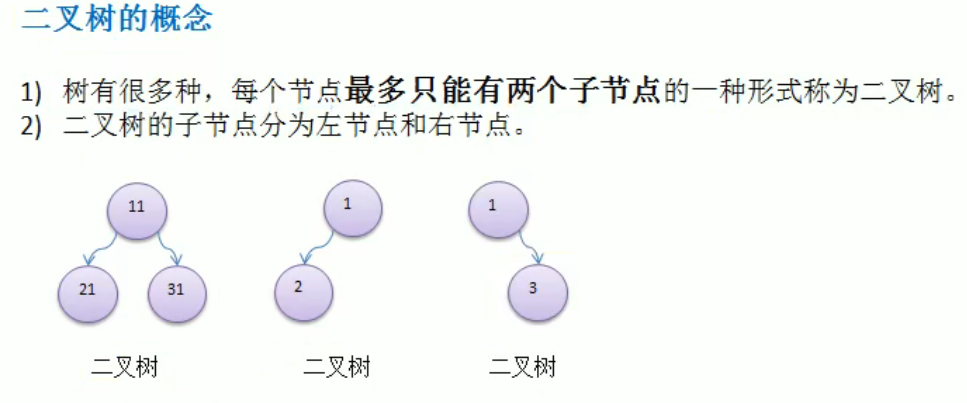 二叉树的概念
1) 树有很多种，每个节点最多只能有两个子节点的一种形式称为二叉树。
2) 二叉树的子节点分为左节点和右节点。
11
1
1
21
31
2
3
二叉树
二叉树
二叉树